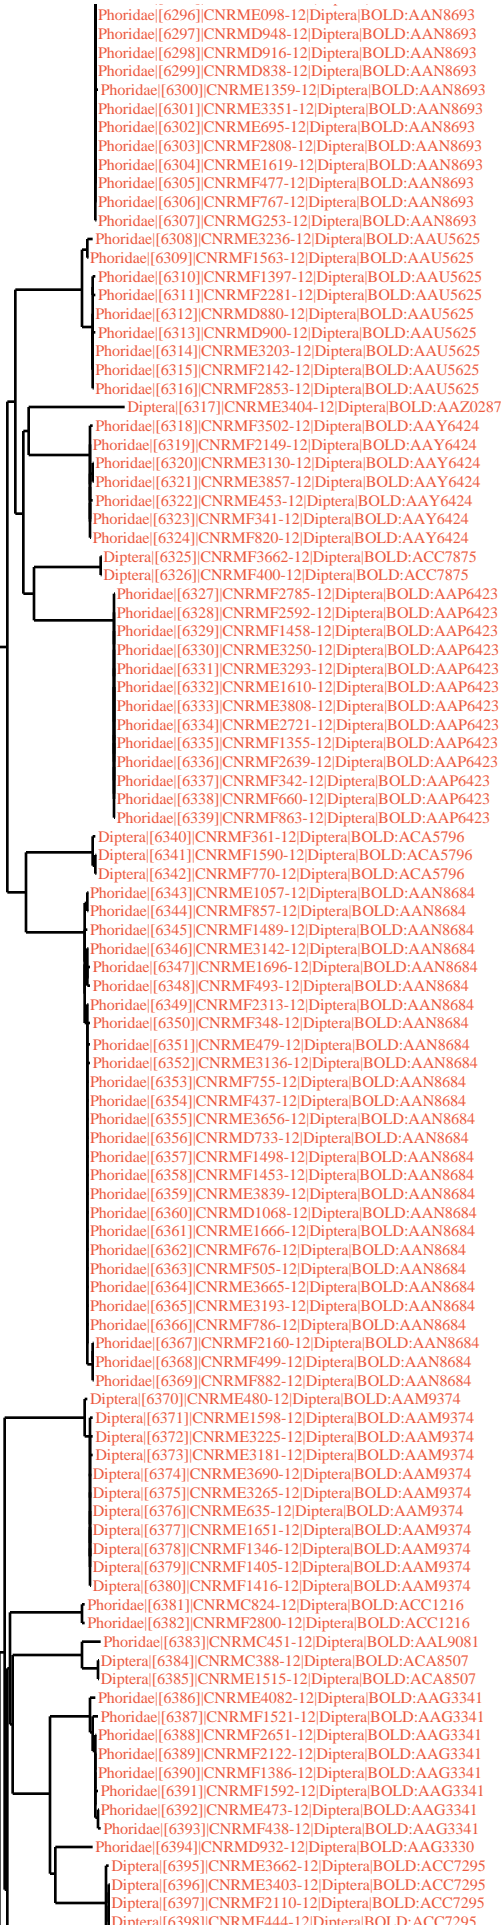 Phoridae|[6296]|CNRME098-12|Diptera|BOLD:AAN8693
Phoridae|[6297]|CNRMD948-12|Diptera|BOLD:AAN8693
Phoridae|[6298]|CNRMD916-12|Diptera|BOLD:AAN8693
Phoridae|[6299]|CNRMD838-12|Diptera|BOLD:AAN8693
Phoridae|[6300]|CNRME1359-12|Diptera|BOLD:AAN8693
Phoridae|[6301]|CNRME3351-12|Diptera|BOLD:AAN8693
Phoridae|[6302]|CNRME695-12|Diptera|BOLD:AAN8693
Phoridae|[6303]|CNRMF2808-12|Diptera|BOLD:AAN8693
Phoridae|[6304]|CNRME1619-12|Diptera|BOLD:AAN8693
Phoridae|[6305]|CNRMF477-12|Diptera|BOLD:AAN8693
Phoridae|[6306]|CNRMF767-12|Diptera|BOLD:AAN8693
Phoridae|[6307]|CNRMG253-12|Diptera|BOLD:AAN8693
Phoridae|[6308]|CNRME3236-12|Diptera|BOLD:AAU5625
Phoridae|[6309]|CNRMF1563-12|Diptera|BOLD:AAU5625
Phoridae|[6310]|CNRMF1397-12|Diptera|BOLD:AAU5625
Phoridae|[6311]|CNRMF2281-12|Diptera|BOLD:AAU5625
Phoridae|[6312]|CNRMD880-12|Diptera|BOLD:AAU5625
Phoridae|[6313]|CNRMD900-12|Diptera|BOLD:AAU5625
Phoridae|[6314]|CNRME3203-12|Diptera|BOLD:AAU5625
Phoridae|[6315]|CNRMF2142-12|Diptera|BOLD:AAU5625
Phoridae|[6316]|CNRMF2853-12|Diptera|BOLD:AAU5625
Diptera|[6317]|CNRME3404-12|Diptera|BOLD:AAZ0287
Phoridae|[6318]|CNRMF3502-12|Diptera|BOLD:AAY6424
Phoridae|[6319]|CNRMF2149-12|Diptera|BOLD:AAY6424
Phoridae|[6320]|CNRME3130-12|Diptera|BOLD:AAY6424
Phoridae|[6321]|CNRME3857-12|Diptera|BOLD:AAY6424
Phoridae|[6322]|CNRME453-12|Diptera|BOLD:AAY6424
Phoridae|[6323]|CNRMF341-12|Diptera|BOLD:AAY6424
Phoridae|[6324]|CNRMF820-12|Diptera|BOLD:AAY6424
Diptera|[6325]|CNRMF3662-12|Diptera|BOLD:ACC7875
Diptera|[6326]|CNRMF400-12|Diptera|BOLD:ACC7875
Phoridae|[6327]|CNRMF2785-12|Diptera|BOLD:AAP6423
Phoridae|[6328]|CNRMF2592-12|Diptera|BOLD:AAP6423
Phoridae|[6329]|CNRMF1458-12|Diptera|BOLD:AAP6423
Phoridae|[6330]|CNRME3250-12|Diptera|BOLD:AAP6423
Phoridae|[6331]|CNRME3293-12|Diptera|BOLD:AAP6423
Phoridae|[6332]|CNRME1610-12|Diptera|BOLD:AAP6423
Phoridae|[6333]|CNRME3808-12|Diptera|BOLD:AAP6423
Phoridae|[6334]|CNRME2721-12|Diptera|BOLD:AAP6423
Phoridae|[6335]|CNRMF1355-12|Diptera|BOLD:AAP6423
Phoridae|[6336]|CNRMF2639-12|Diptera|BOLD:AAP6423
Phoridae|[6337]|CNRMF342-12|Diptera|BOLD:AAP6423
Phoridae|[6338]|CNRMF660-12|Diptera|BOLD:AAP6423
Phoridae|[6339]|CNRMF863-12|Diptera|BOLD:AAP6423
Diptera|[6340]|CNRMF361-12|Diptera|BOLD:ACA5796
Diptera|[6341]|CNRMF1590-12|Diptera|BOLD:ACA5796
Diptera|[6342]|CNRMF770-12|Diptera|BOLD:ACA5796
Phoridae|[6343]|CNRME1057-12|Diptera|BOLD:AAN8684
Phoridae|[6344]|CNRMF857-12|Diptera|BOLD:AAN8684
Phoridae|[6345]|CNRMF1489-12|Diptera|BOLD:AAN8684
Phoridae|[6346]|CNRME3142-12|Diptera|BOLD:AAN8684
Phoridae|[6347]|CNRME1696-12|Diptera|BOLD:AAN8684
Phoridae|[6348]|CNRMF493-12|Diptera|BOLD:AAN8684
Phoridae|[6349]|CNRMF2313-12|Diptera|BOLD:AAN8684
Phoridae|[6350]|CNRMF348-12|Diptera|BOLD:AAN8684
Phoridae|[6351]|CNRME479-12|Diptera|BOLD:AAN8684
Phoridae|[6352]|CNRME3136-12|Diptera|BOLD:AAN8684
Phoridae|[6353]|CNRMF755-12|Diptera|BOLD:AAN8684
Phoridae|[6354]|CNRMF437-12|Diptera|BOLD:AAN8684
Phoridae|[6355]|CNRME3656-12|Diptera|BOLD:AAN8684
Phoridae|[6356]|CNRMD733-12|Diptera|BOLD:AAN8684
Phoridae|[6357]|CNRMF1498-12|Diptera|BOLD:AAN8684
Phoridae|[6358]|CNRMF1453-12|Diptera|BOLD:AAN8684
Phoridae|[6359]|CNRME3839-12|Diptera|BOLD:AAN8684
Phoridae|[6360]|CNRMD1068-12|Diptera|BOLD:AAN8684
Phoridae|[6361]|CNRME1666-12|Diptera|BOLD:AAN8684
Phoridae|[6362]|CNRMF676-12|Diptera|BOLD:AAN8684
Phoridae|[6363]|CNRMF505-12|Diptera|BOLD:AAN8684
Phoridae|[6364]|CNRME3665-12|Diptera|BOLD:AAN8684
Phoridae|[6365]|CNRME3193-12|Diptera|BOLD:AAN8684
Phoridae|[6366]|CNRMF786-12|Diptera|BOLD:AAN8684
Phoridae|[6367]|CNRMF2160-12|Diptera|BOLD:AAN8684
Phoridae|[6368]|CNRMF499-12|Diptera|BOLD:AAN8684
Phoridae|[6369]|CNRMF882-12|Diptera|BOLD:AAN8684
Diptera|[6370]|CNRME480-12|Diptera|BOLD:AAM9374
Diptera|[6371]|CNRME1598-12|Diptera|BOLD:AAM9374
Diptera|[6372]|CNRME3225-12|Diptera|BOLD:AAM9374
Diptera|[6373]|CNRME3181-12|Diptera|BOLD:AAM9374
Diptera|[6374]|CNRME3690-12|Diptera|BOLD:AAM9374
Diptera|[6375]|CNRME3265-12|Diptera|BOLD:AAM9374
Diptera|[6376]|CNRME635-12|Diptera|BOLD:AAM9374
Diptera|[6377]|CNRME1651-12|Diptera|BOLD:AAM9374
Diptera|[6378]|CNRMF1346-12|Diptera|BOLD:AAM9374
Diptera|[6379]|CNRMF1405-12|Diptera|BOLD:AAM9374
Diptera|[6380]|CNRMF1416-12|Diptera|BOLD:AAM9374
Phoridae|[6381]|CNRMC824-12|Diptera|BOLD:ACC1216
Phoridae|[6382]|CNRMF2800-12|Diptera|BOLD:ACC1216
Phoridae|[6383]|CNRMC451-12|Diptera|BOLD:AAL9081
Diptera|[6384]|CNRMC388-12|Diptera|BOLD:ACA8507
Diptera|[6385]|CNRME1515-12|Diptera|BOLD:ACA8507
Phoridae|[6386]|CNRME4082-12|Diptera|BOLD:AAG3341
Phoridae|[6387]|CNRMF1521-12|Diptera|BOLD:AAG3341
Phoridae|[6388]|CNRMF2651-12|Diptera|BOLD:AAG3341
Phoridae|[6389]|CNRMF2122-12|Diptera|BOLD:AAG3341
Phoridae|[6390]|CNRMF1386-12|Diptera|BOLD:AAG3341
Phoridae|[6391]|CNRMF1592-12|Diptera|BOLD:AAG3341
Phoridae|[6392]|CNRME473-12|Diptera|BOLD:AAG3341
Phoridae|[6393]|CNRMF438-12|Diptera|BOLD:AAG3341
Phoridae|[6394]|CNRMD932-12|Diptera|BOLD:AAG3330
Diptera|[6395]|CNRME3662-12|Diptera|BOLD:ACC7295
Diptera|[6396]|CNRME3403-12|Diptera|BOLD:ACC7295
Diptera|[6397]|CNRMF2110-12|Diptera|BOLD:ACC7295
Diptera|[6398]|CNRMF444-12|Diptera|BOLD:ACC7295